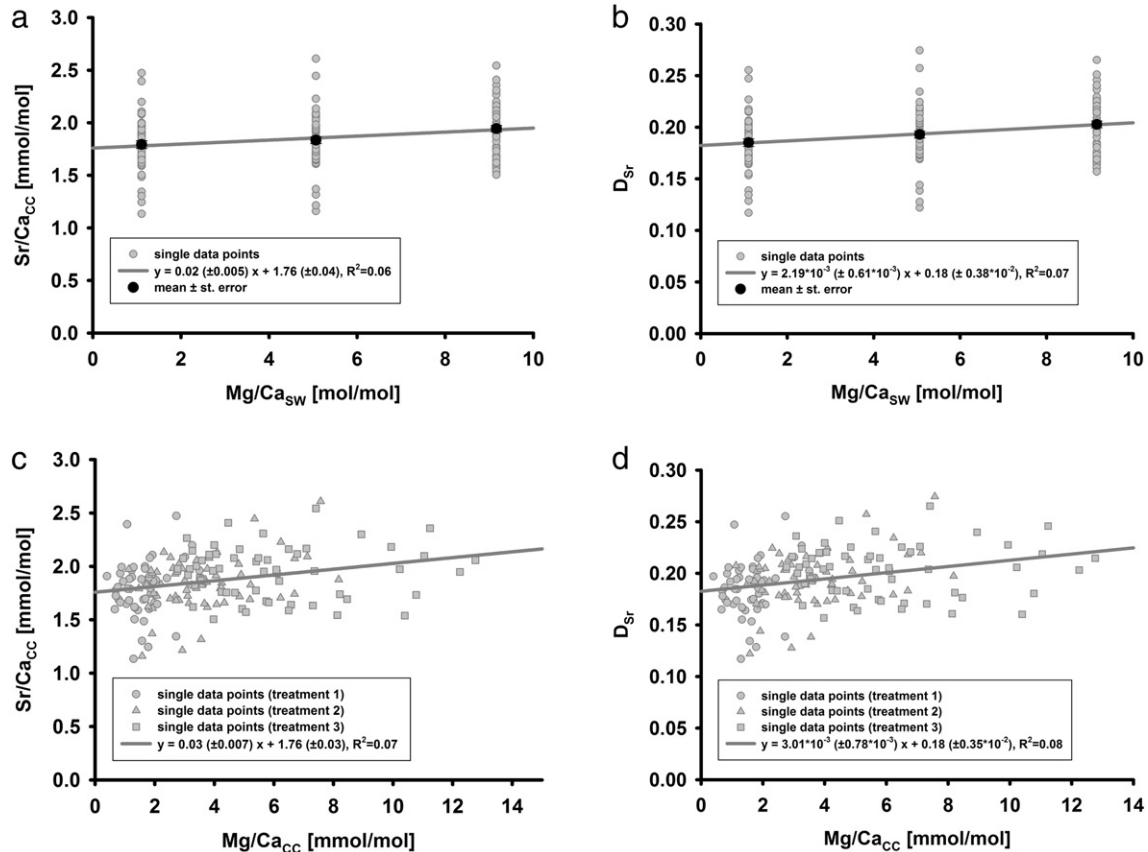 a
3.0
2.5
2.0
1.5
1.0
0.5
0.0
Sr/Ca_CC [mmol/mol]
single data points
y = 0.02 (±0.005) x + 1.76 (±0.04), R²=0.06
mean ± st. error
0 2 4 6 8 10
Mg/Ca_SW [mol/mol]
b
0.30
0.25
0.20
0.15
0.10
0.05
0.00
D_Sr
single data points
y = 2.19*10⁻³ (± 0.61*10⁻³) x + 0.18 (± 0.38*10⁻²), R²=0.07
mean ± st. error
0 2 4 6 8 10
Mg/Ca_SW [mol/mol]
c
3.0
2.5
2.0
1.5
1.0
0.5
0.0
Sr/Ca_CC [mmol/mol]
single data points (treatment 1)
single data points (treatment 2)
single data points (treatment 3)
y = 0.03 (±0.007) x + 1.76 (±0.03), R²=0.07
0 2 4 6 8 10 12 14
Mg/Ca_CC [mmol/mol]
d
0.30
0.25
0.20
0.15
0.10
0.05
0.00
D_Sr
single data points (treatment 1)
single data points (treatment 2)
single data points (treatment 3)
y = 3.01*10⁻³ (±0.78*10⁻³) x + 0.18 (±0.35*10⁻²), R²=0.08
0 2 4 6 8 10 12 14
Mg/Ca_CC [mmol/mol]